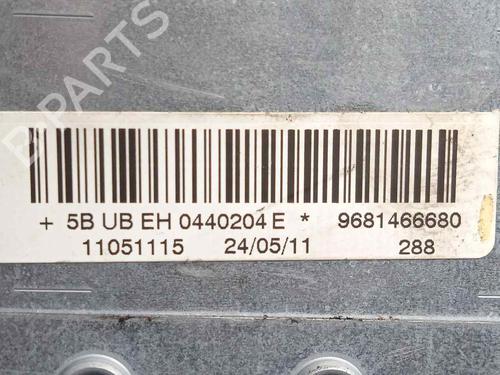 B PARTS
+ 5B UB EH 0440204 E * 9681466680
11051115 24/05/11 288